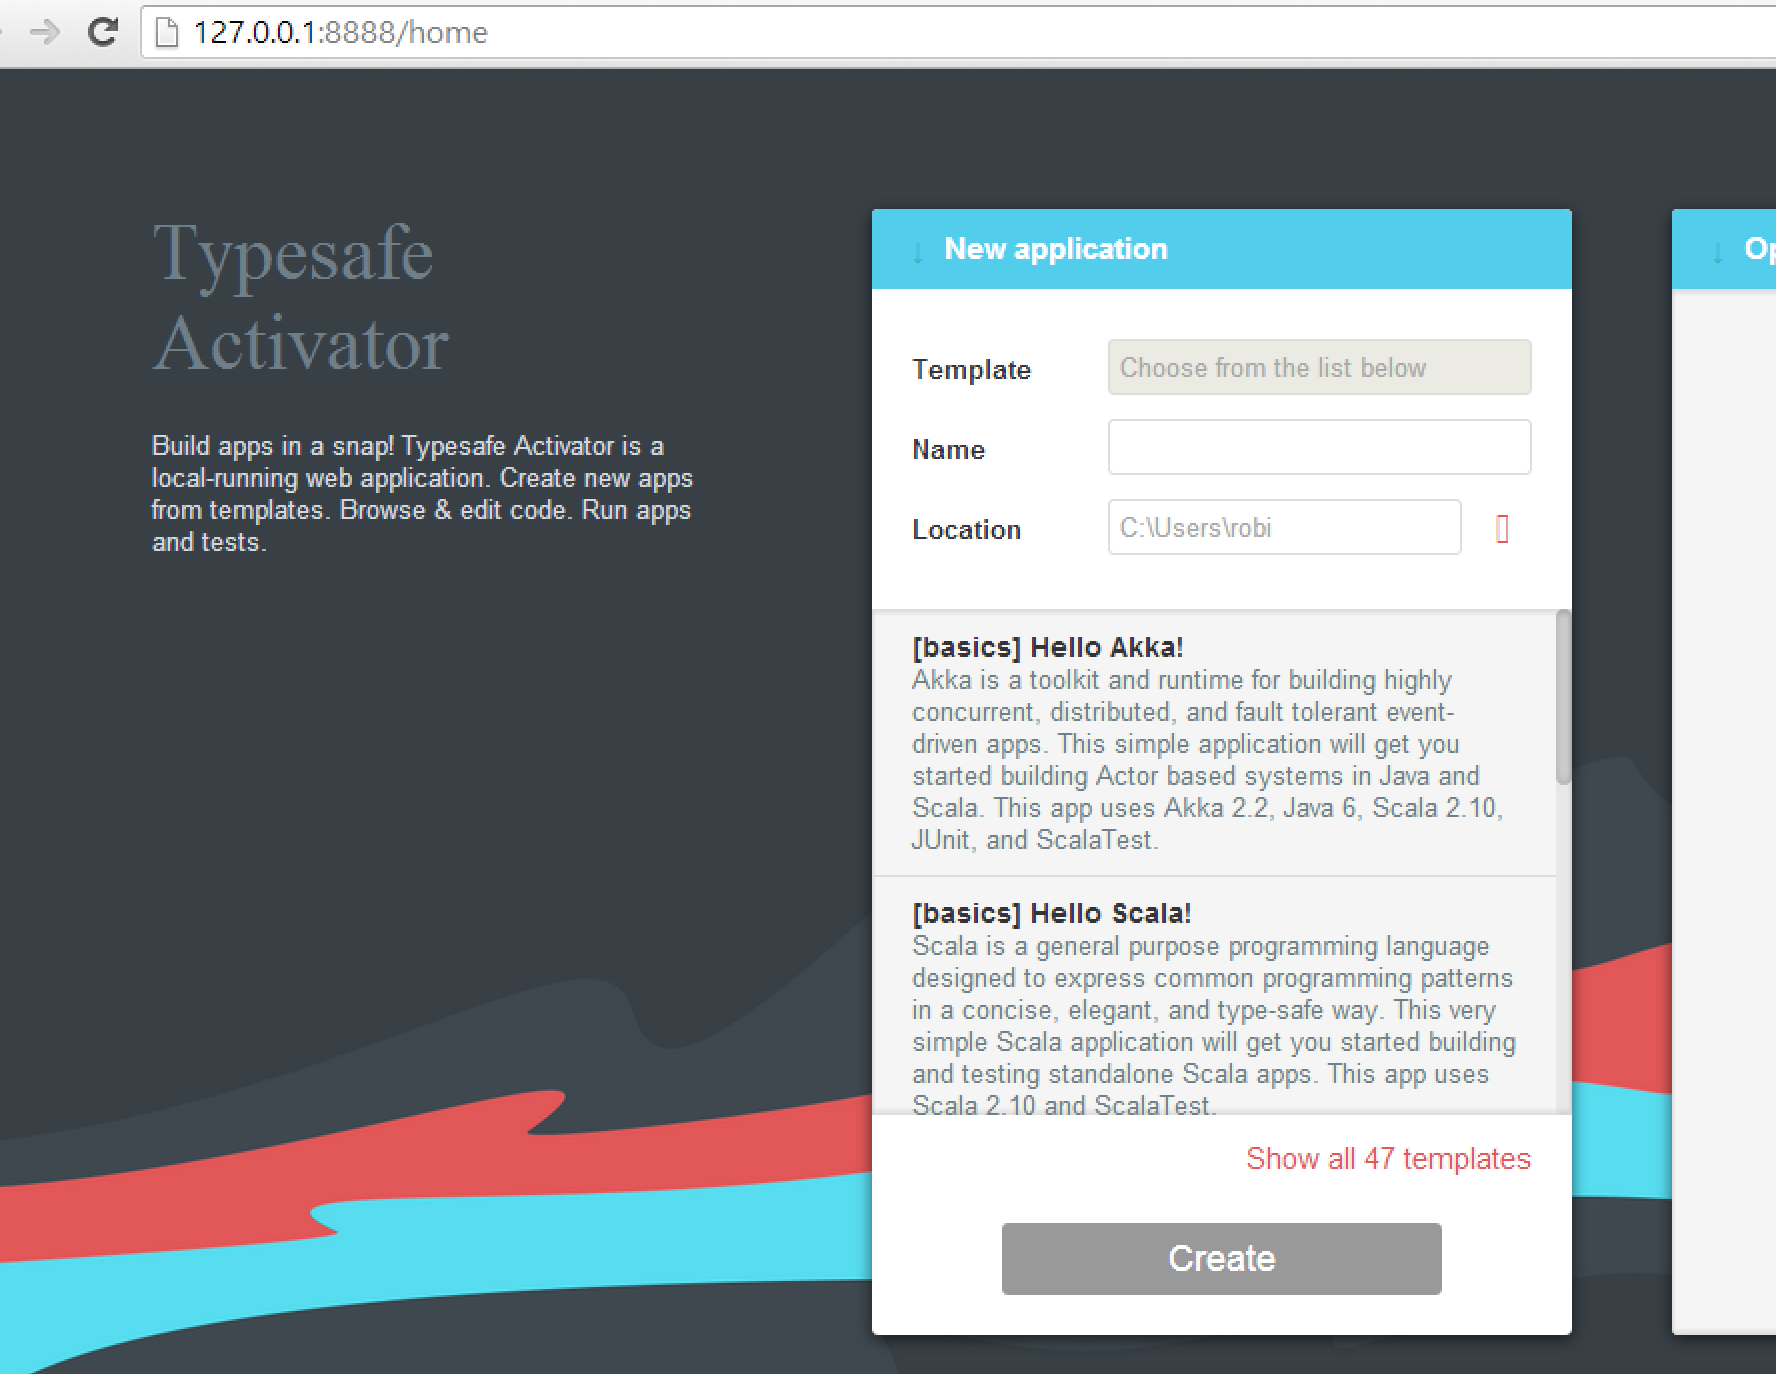 127.0.0.1:8888/home
Typesafe
Activator
Build apps in a snap! Typesafe Activator is a
local-running web application. Create new apps
from templates. Browse & edit code. Run apps
and tests.
↓ New application
Template Choose from the list below
Name
Location C:\Users\robi
[basics] Hello Akka!
Akka is a toolkit and runtime for building highly
concurrent, distributed, and fault tolerant event-
driven apps. This simple application will get you
started building Actor based systems in Java and
Scala. This app uses Akka 2.2, Java 6, Scala 2.10,
JUnit, and ScalaTest.
[basics] Hello Scala!
Scala is a general purpose programming language
designed to express common programming patterns
in a concise, elegant, and type-safe way. This very
simple Scala application will get you started building
and testing standalone Scala apps. This app uses
Scala 2.10 and ScalaTest.
Show all 47 templates
Create
↓ Op